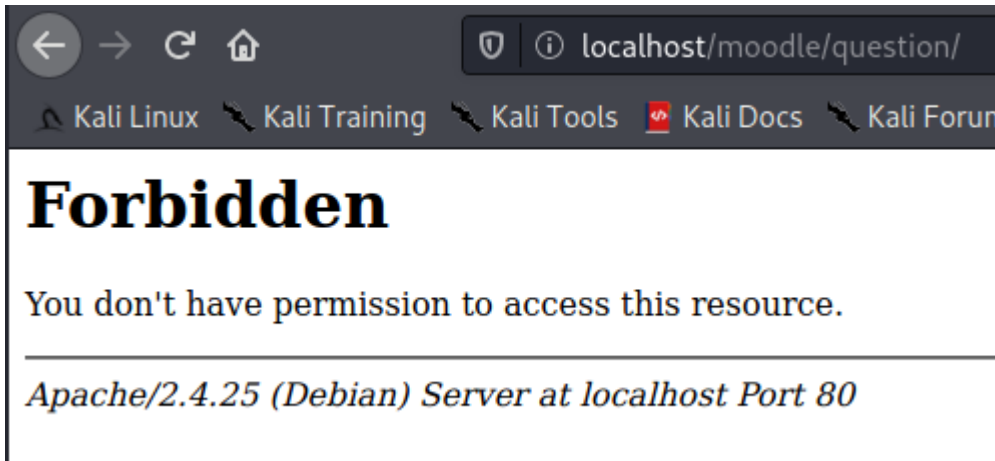 localhost/moodle/question/
Kali Linux Kali Training Kali Tools Kali Docs Kali Forum
Forbidden
You don't have permission to access this resource.
Apache/2.4.25 (Debian) Server at localhost Port 80